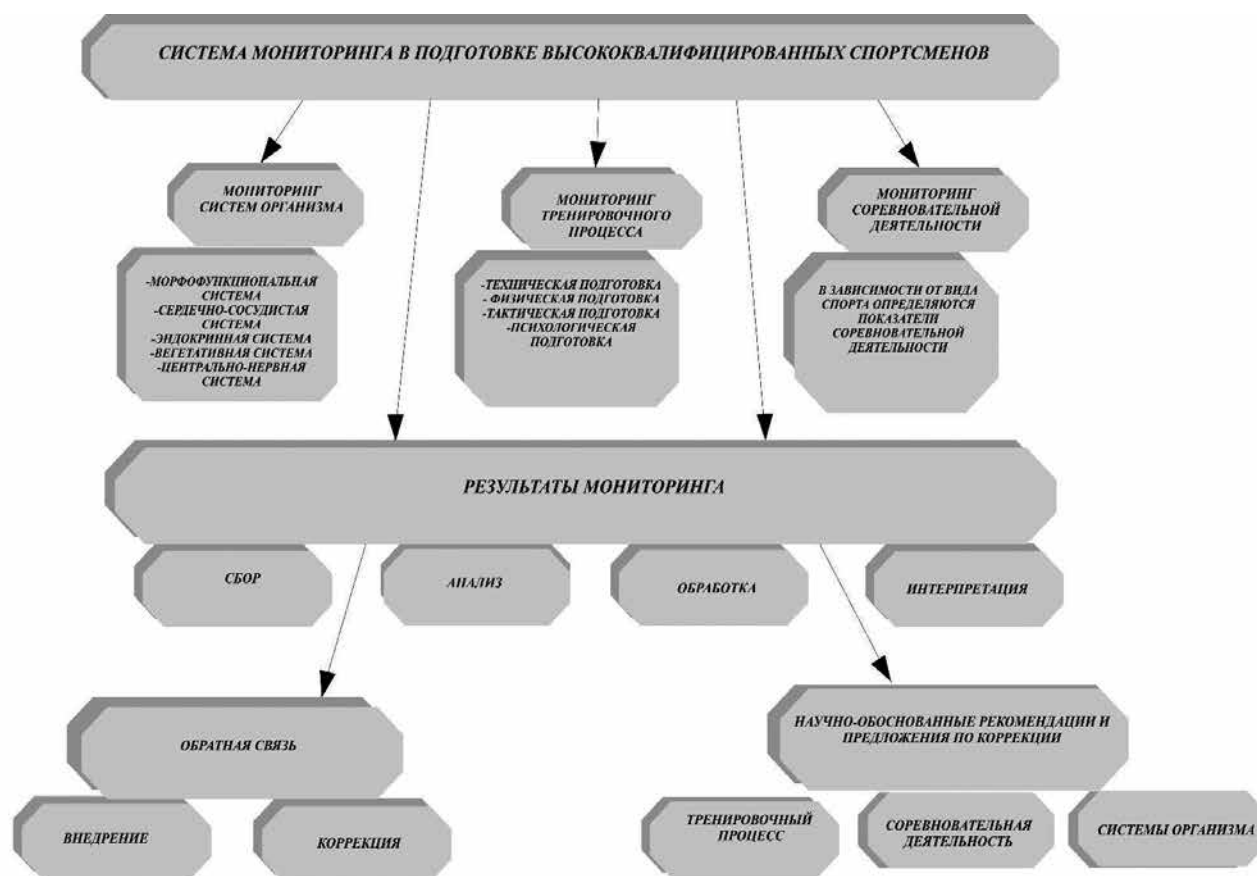 СИСТЕМА МОНИТОРИНГА В ПОДГОТОВКЕ ВЫСОКОКВАЛИФИЦИРОВАННЫХ СПОРТСМЕНОВ
МОНИТОРИНГ
СИСТЕМ ОРГАНИЗМА
МОНИТОРИНГ
ТРЕНИРОВОЧНОГО
ПРОЦЕССА
МОНИТОРИНГ
СОРЕВНОВАТЕЛЬНОЙ
ДЕЯТЕЛЬНОСТИ
-МОРФОФУНКЦИОНАЛЬНАЯ
СИСТЕМА
-СЕРДЕЧНО-СОСУДИСТАЯ
СИСТЕМА
-ЭНДОКРИННАЯ СИСТЕМА
-ВЕГЕТАТИВНАЯ СИСТЕМА
-ЦЕНТРАЛЬНО-НЕРВНАЯ
СИСТЕМА
-ТЕХНИЧЕСКАЯ ПОДГОТОВКА
- ФИЗИЧЕСКАЯ ПОДГОТОВКА
-ТАКТИЧЕСКАЯ ПОДГОТОВКА
-ПСИХОЛОГИЧЕСКАЯ
ПОДГОТОВКА
В ЗАВИСИМОСТИ ОТ ВИДА
СПОРТА ОПРЕДЕЛЯЮТСЯ
ПОКАЗАТЕЛИ
СОРЕВНОВАТЕЛЬНОЙ
ДЕЯТЕЛЬНОСТИ
РЕЗУЛЬТАТЫ МОНИТОРИНГА
СБОР
АНАЛИЗ
ОБРАБОТКА
ИНТЕРПРЕТАЦИЯ
ОБРАТНАЯ СВЯЗЬ
НАУЧНО-ОБОСНОВАННЫЕ РЕКОМЕНДАЦИИ И
ПРЕДЛОЖЕНИЯ ПО КОРРЕКЦИИ
ВНЕДРЕНИЕ
КОРРЕКЦИЯ
ТРЕНИРОВОЧНЫЙ
ПРОЦЕСС
СОРЕВНОВАТЕЛЬНАЯ
ДЕЯТЕЛЬНОСТЬ
СИСТЕМЫ ОРГАНИЗМА